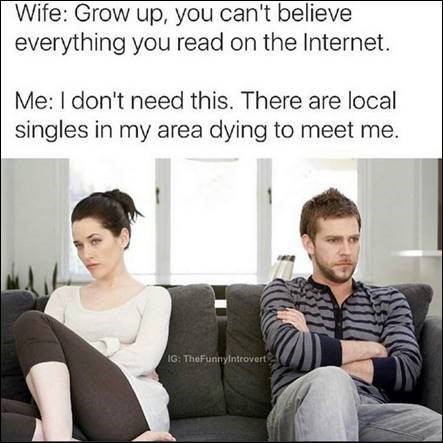 Wife: Grow up, you can't believe
everything you read on the Internet.
Me: I don't need this. There are local
singles in my area dying to meet me.
IG: TheFunnyIntrovert